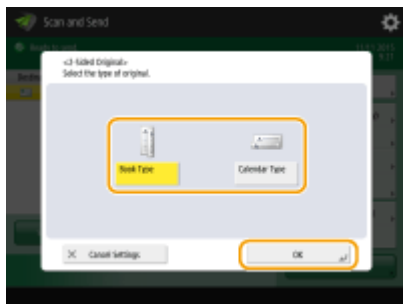 Scan and Send
<2-Sided Original>
Select the type of original.
Book Type
Calendar Type
Cancel Settings
OK